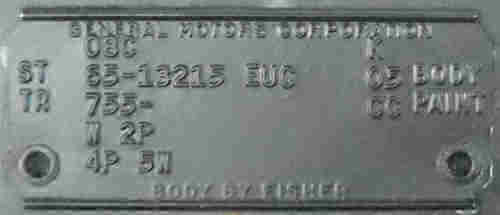 GENERAL MOTORS CORPORATION
08C K
ST 65-13215 EUC 05 BODY
TR 755- CC PAINT
W 2P
4P 5W
BODY BY FISHER